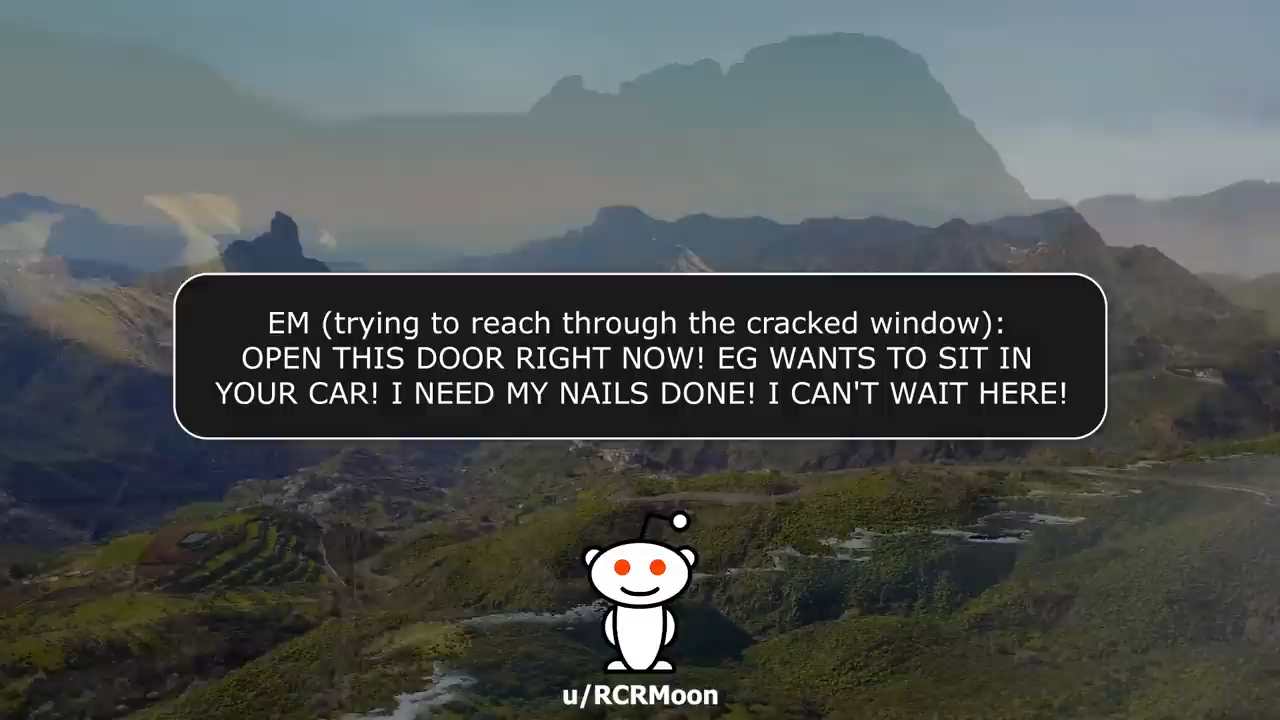 EM (trying to reach through the cracked window):
OPEN THIS DOOR RIGHT NOW! EG WANTS TO SIT IN
YOUR CAR! I NEED MY NAILS DONE! I CAN'T WAIT HERE!
u/RCRMoon